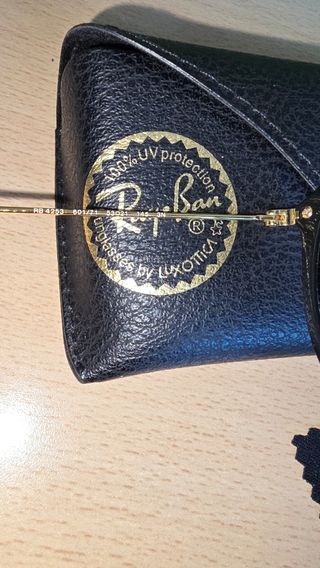 100% UV protection
Ray-Ban
®
sunglasses by LUXOTTICA
RB 4253 601/71 53□21 145 3N